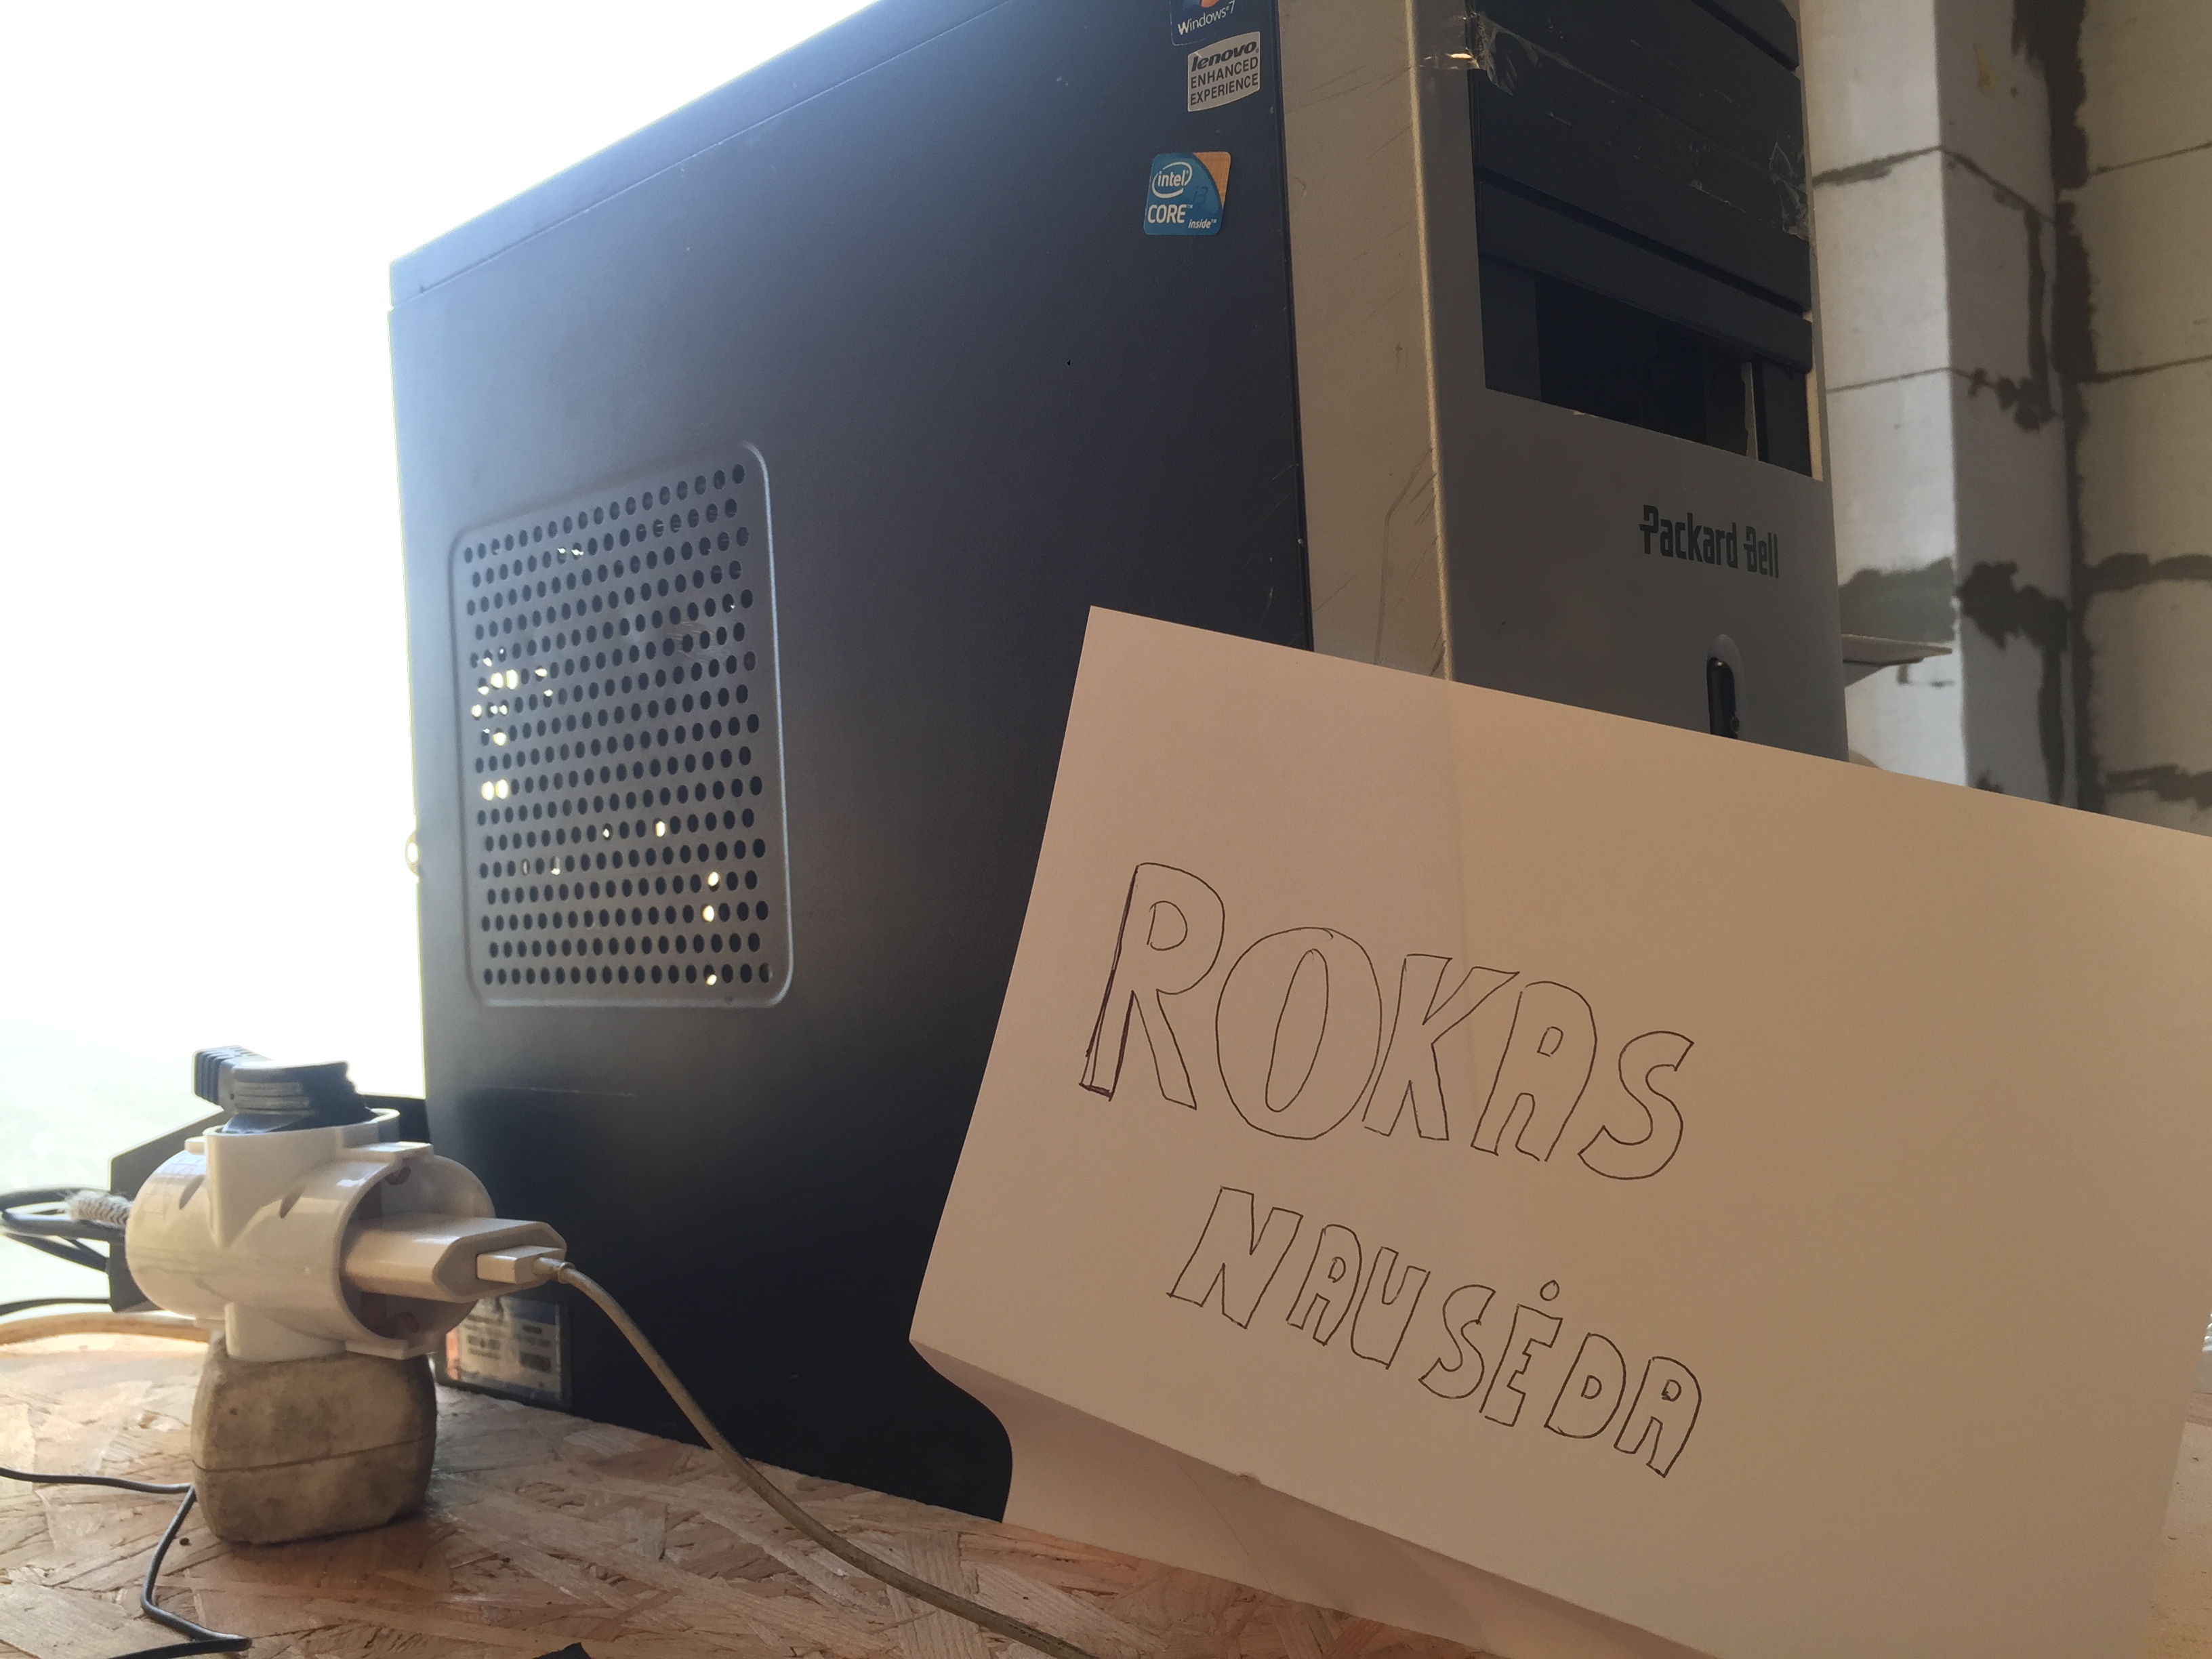 Windows 7
lenovo
ENHANCED
EXPERIENCE
intel
CORE i3
inside
Packard Bell
ROKAS
NAUSĖDA